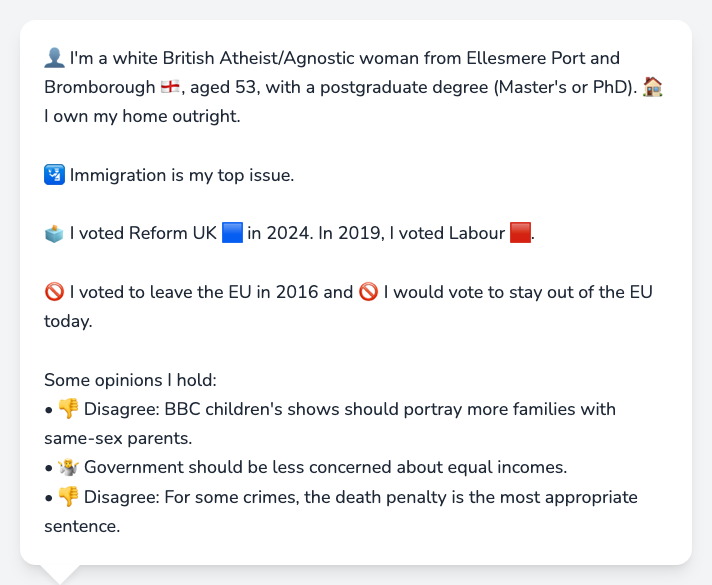 👤 I'm a white British Atheist/Agnostic woman from Ellesmere Port and
Bromborough 🏴󠁧󠁢󠁥󠁮󠁧󠁿, aged 53, with a postgraduate degree (Master's or PhD). 🏠
I own my home outright.
🛂 Immigration is my top issue.
🗳️ I voted Reform UK 🟦 in 2024. In 2019, I voted Labour 🟥.
🚫 I voted to leave the EU in 2016 and 🚫 I would vote to stay out of the EU
today.
Some opinions I hold:
• 👎 Disagree: BBC children's shows should portray more families with
same-sex parents.
• 🤷 Government should be less concerned about equal incomes.
• 👎 Disagree: For some crimes, the death penalty is the most appropriate
sentence.